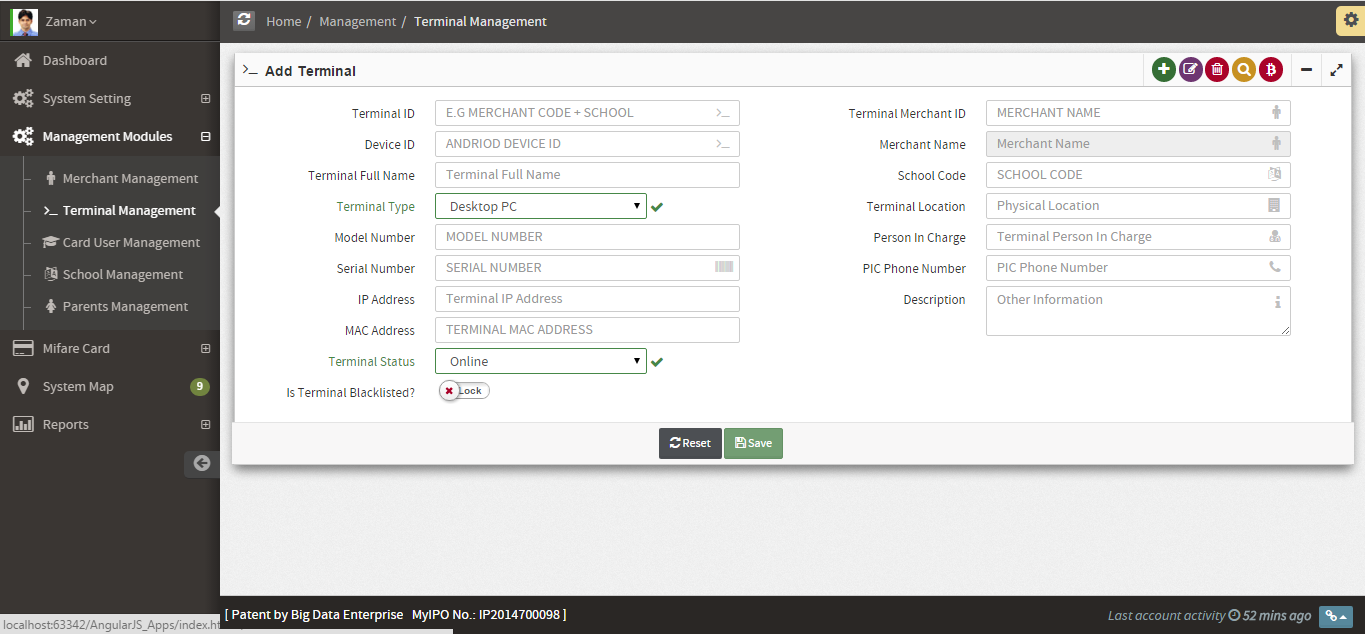 Zaman
Home / Management / Terminal Management
Dashboard
System Setting
Management Modules
Merchant Management
Terminal Management
Card User Management
School Management
Parents Management
Mifare Card
System Map 9
Reports
>_ Add Terminal
Terminal ID E.G MERCHANT CODE + SCHOOL >_
Device ID ANDRIOD DEVICE ID >_
Terminal Full Name Terminal Full Name
Terminal Type Desktop PC
Model Number MODEL NUMBER
Serial Number SERIAL NUMBER
IP Address Terminal IP Address
MAC Address TERMINAL MAC ADDRESS
Terminal Status Online
Is Terminal Blacklisted? Lock
Terminal Merchant ID MERCHANT NAME
Merchant Name Merchant Name
School Code SCHOOL CODE
Terminal Location Physical Location
Person In Charge Terminal Person In Charge
PIC Phone Number PIC Phone Number
Description Other Information
Reset Save
[ Patent by Big Data Enterprise MyIPO No.: IP2014700098 ]
Last account activity 52 mins ago
localhost:63342/AngularJS_Apps/index.h